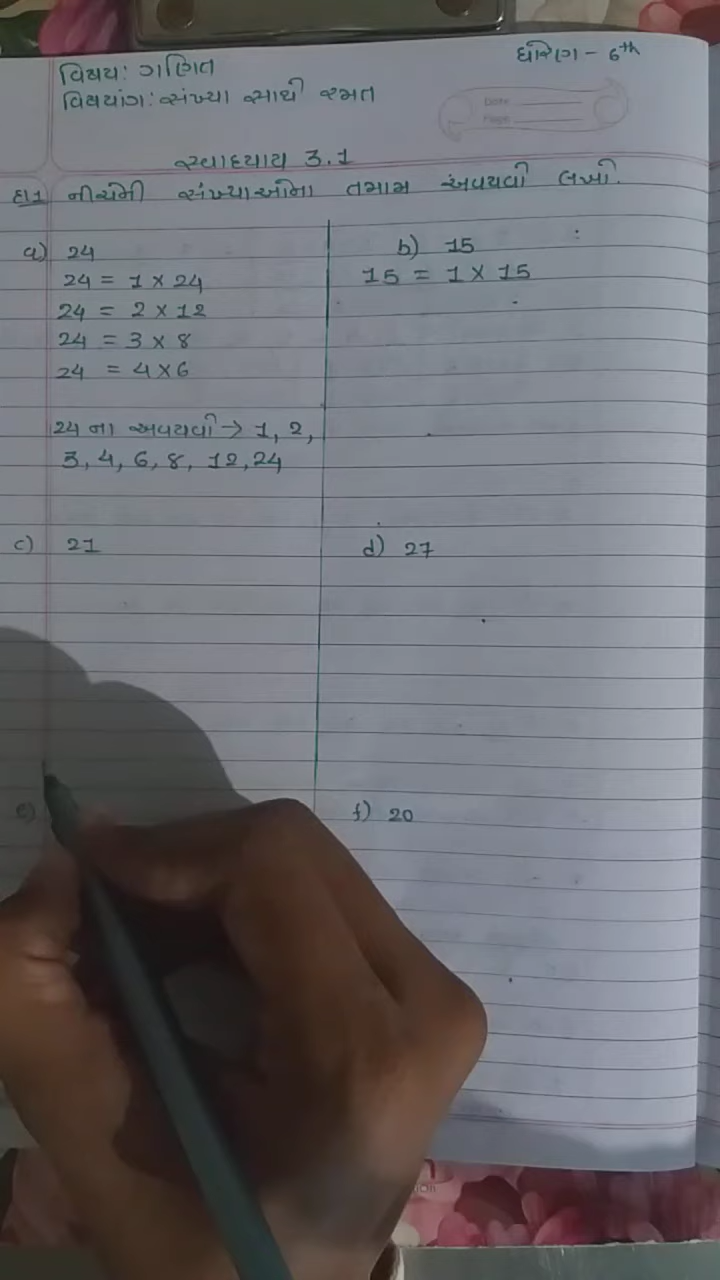 વિષય: ગણિત
ધોરણ - 6th
વિષયાંગ: સંખ્યા સાથે રમત
Date
Page
સ્વાધ્યાય 3.1
દા1 નીચેની સંખ્યાઓના તમામ અવયવો લખો.
a) 24
24 = 1 × 24
24 = 2 × 12
24 = 3 × 8
24 = 4 × 6
24 ના અવયવો → 1, 2,
3, 4, 6, 8, 12, 24
b) 15
15 = 1 × 15
c) 21
d) 27
e)
f) 20